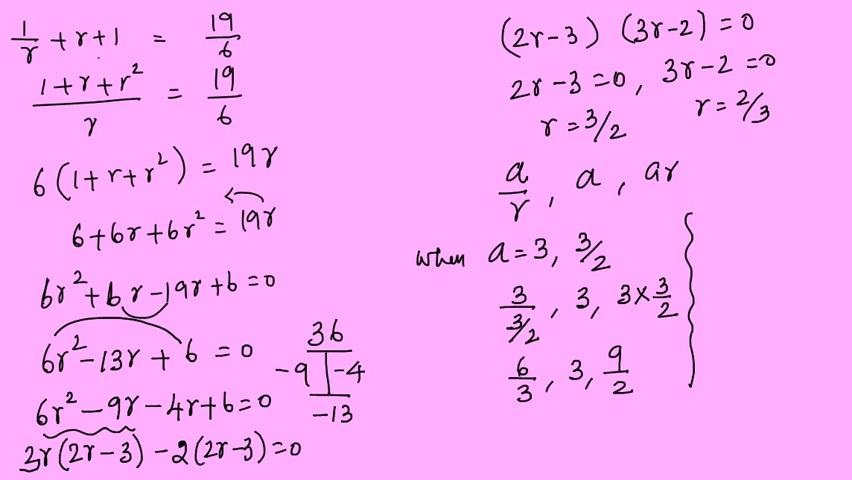 1/r + r + 1 = 19/6
(1 + r + r²)/r = 19/6
6(1 + r + r²) = 19r
6 + 6r + 6r² = 19r
6r² + 6r - 19r + 6 = 0
6r² - 13r + 6 = 0
36
-9 | -4
-13
6r² - 9r - 4r + 6 = 0
3r(2r - 3) - 2(2r - 3) = 0
(2r - 3) (3r - 2) = 0
2r - 3 = 0, 3r - 2 = 0
r = 3/2 r = 2/3
a/r, a, ar
when a = 3, 3/2
3/(3/2), 3, 3 × 3/2
6/3, 3, 9/2